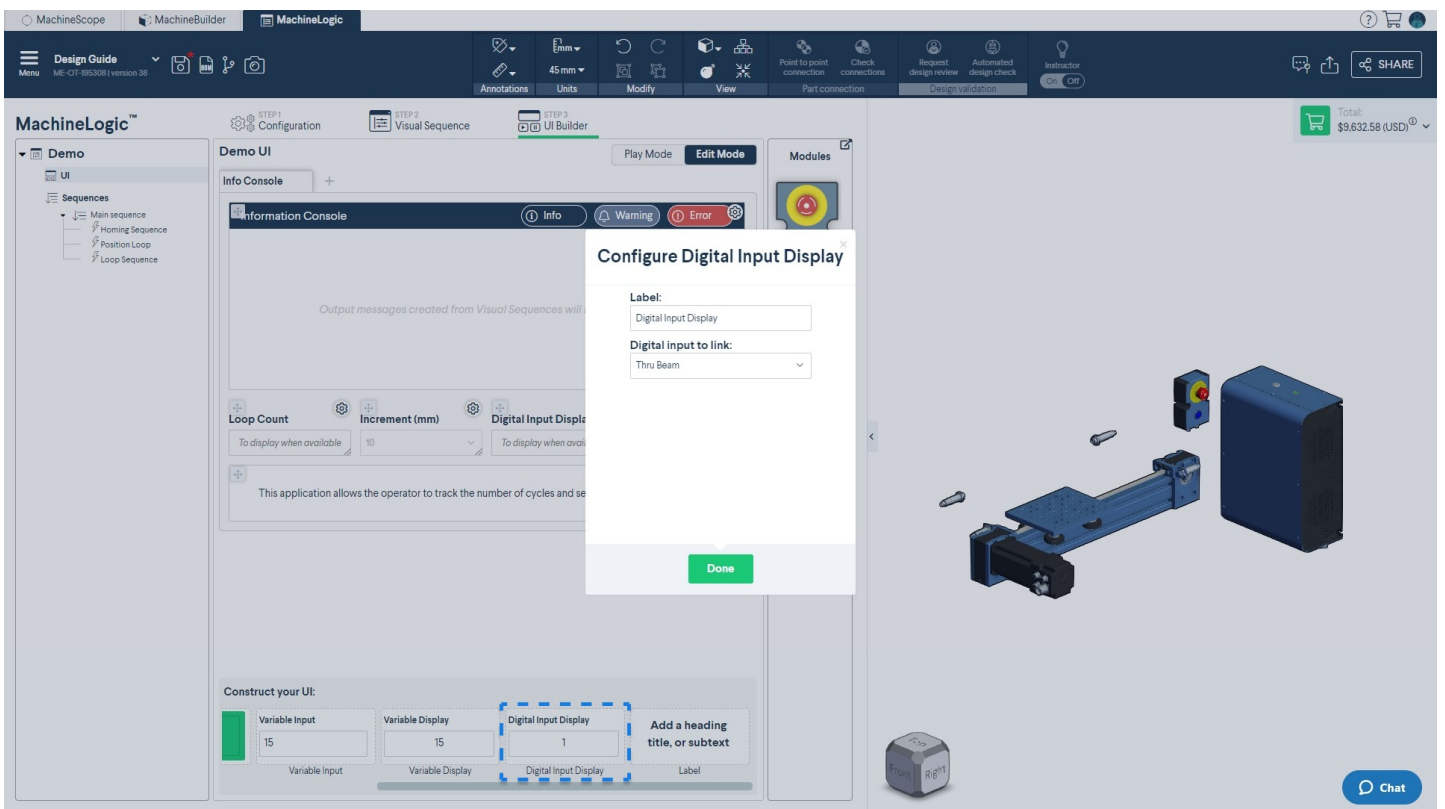 MachineScope MachineBuilder MachineLogic
Menu
Design Guide
ME-OT-195308 | version 38
Annotations
mm
45 mm
Units
Modify
View
Point to point connection
Check connections
Part connection
Request design review
Automated design check
Design validation
Instructor
On Off
SHARE
MachineLogic™
STEP 1
Configuration
STEP 2
Visual Sequence
STEP 3
UI Builder
Total:
$9,632.58 (USD)
Demo
UI
Sequences
Main sequence
Homing Sequence
Position Loop
Loop Sequence
Demo UI
Play Mode Edit Mode
Info Console +
Information Console
Info Warning Error
Output messages created from Visual Sequences will
Loop Count
To display when available
Increment (mm)
10
Digital Input Displa
To display when avail
This application allows the operator to track the number of cycles and se
Modules
Configure Digital Input Display
Label:
Digital Input Display
Digital input to link:
Thru Beam
Done
Construct your UI:
Variable Input
15
Variable Input
Variable Display
15
Variable Display
Digital Input Display
1
Digital Input Display
Add a heading
title, or subtext
Label
Top
Front
Right
Chat